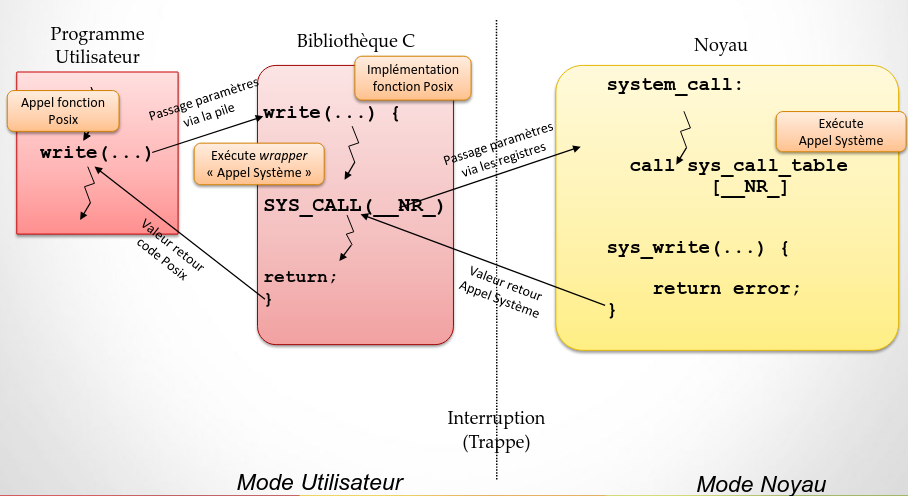 Programme
Utilisateur
Bibliothèque C
Noyau
Appel fonction
Posix
write(...)
Passage paramètres
via la pile
Implémentation
fonction Posix
write(...) {
Exécute wrapper
« Appel Système »
SYS_CALL(__NR_)
return;
}
Valeur retour
code Posix
Passage paramètres
via les registres
Valeur retour
Appel Système
system_call:
Exécute
Appel Système
call sys_call_table
[__NR_]
sys_write(...) {
return error;
}
Interruption
(Trappe)
Mode Utilisateur
Mode Noyau